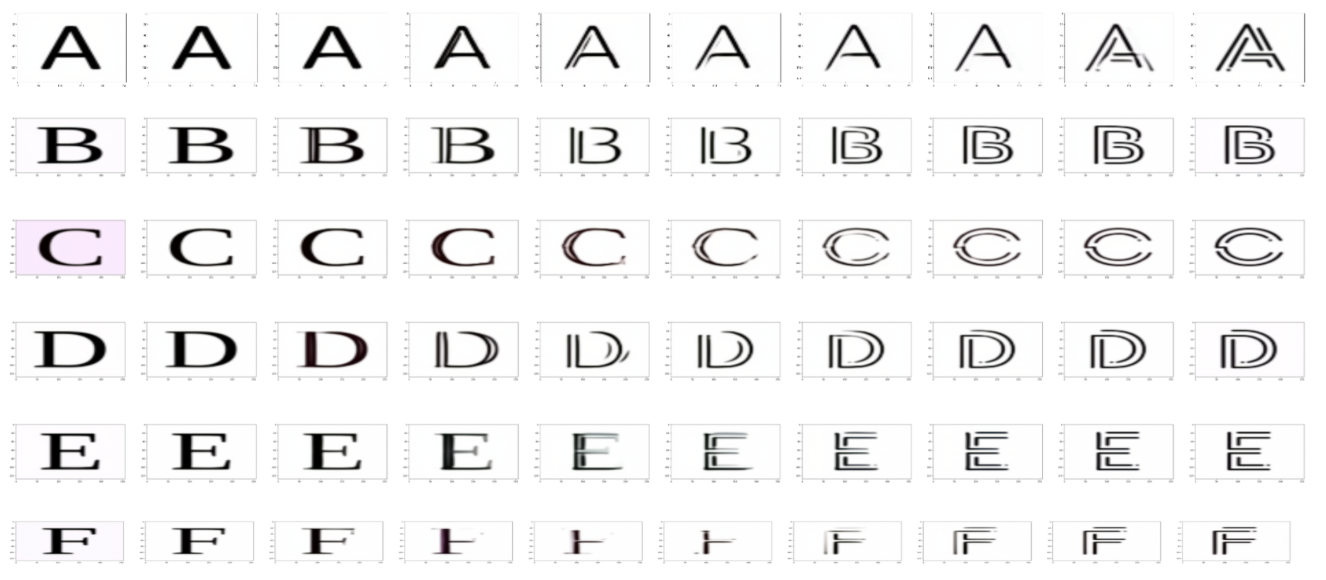 A A A A A A A A A A
B B B B B B B B B B
C C C C C C C C C C
D D D D D D D D D D
E E E E E E E E E E
F F F F F F F F F F